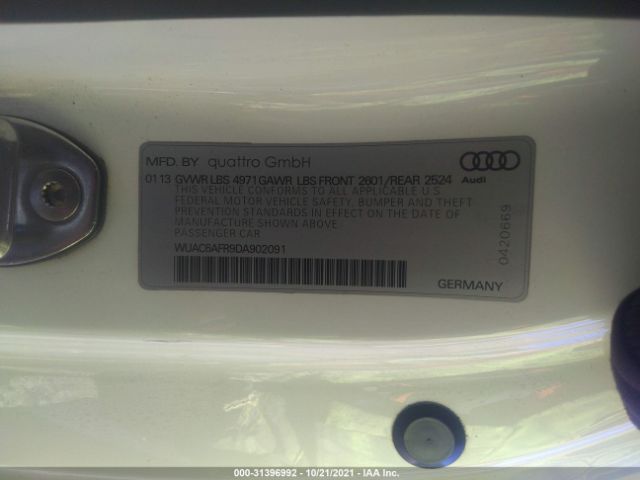 MFD. BY quattro GmbH
0113 GVWR LBS 4971GAWR LBS FRONT 2601/REAR 2524
THIS VEHICLE CONFORMS TO ALL APPLICABLE U.S
FEDERAL MOTOR VEHICLE SAFETY, BUMPER AND THEFT
PREVENTION STANDARDS IN EFFECT ON THE DATE OF
MANUFACTURE SHOWN ABOVE.
PASSENGER CAR
WUAC6AFR9DA902091
Audi
0420669
GERMANY
000-31396992 - 10/21/2021 - IAA Inc.